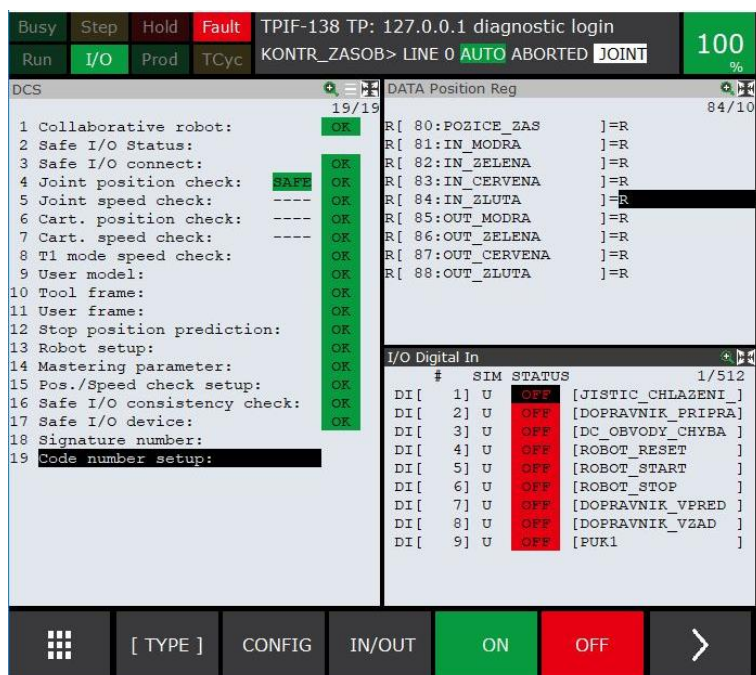 Busy Step Hold Fault TPIF-138 TP: 127.0.0.1 diagnostic login
Run I/O Prod TCyc KONTR_ZASOB> LINE 0 AUTO ABORTED JOINT
100
%
DCS
19/19
1 Collaborative robot: OK
2 Safe I/O Status:
3 Safe I/O connect: OK
4 Joint position check: SAFE OK
5 Joint speed check: ---- OK
6 Cart. position check: ---- OK
7 Cart. speed check: ---- OK
8 T1 mode speed check: OK
9 User model: OK
10 Tool frame: OK
11 User frame: OK
12 Stop position prediction: OK
13 Robot setup: OK
14 Mastering parameter: OK
15 Pos./Speed check setup: OK
16 Safe I/O consistency check: OK
17 Safe I/O device: OK
18 Signature number:
19 Code number setup:
DATA Position Reg
84/10
R[ 80:POZICE_ZAS ]=R
R[ 81:IN_MODRA ]=R
R[ 82:IN_ZELENA ]=R
R[ 83:IN_CERVENA ]=R
R[ 84:IN_ZLUTA ]=R
R[ 85:OUT_MODRA ]=R
R[ 86:OUT_ZELENA ]=R
R[ 87:OUT_CERVENA ]=R
R[ 88:OUT_ZLUTA ]=R
I/O Digital In
# SIM STATUS 1/512
DI[ 1] U OFF [JISTIC_CHLAZENI_]
DI[ 2] U OFF [DOPRAVNIK_PRIPRA]
DI[ 3] U OFF [DC_OBVODY_CHYBA ]
DI[ 4] U OFF [ROBOT_RESET ]
DI[ 5] U OFF [ROBOT_START ]
DI[ 6] U OFF [ROBOT_STOP ]
DI[ 7] U OFF [DOPRAVNIK_VPRED ]
DI[ 8] U OFF [DOPRAVNIK_VZAD ]
DI[ 9] U OFF [PUK1 ]
[ TYPE ] CONFIG IN/OUT ON OFF